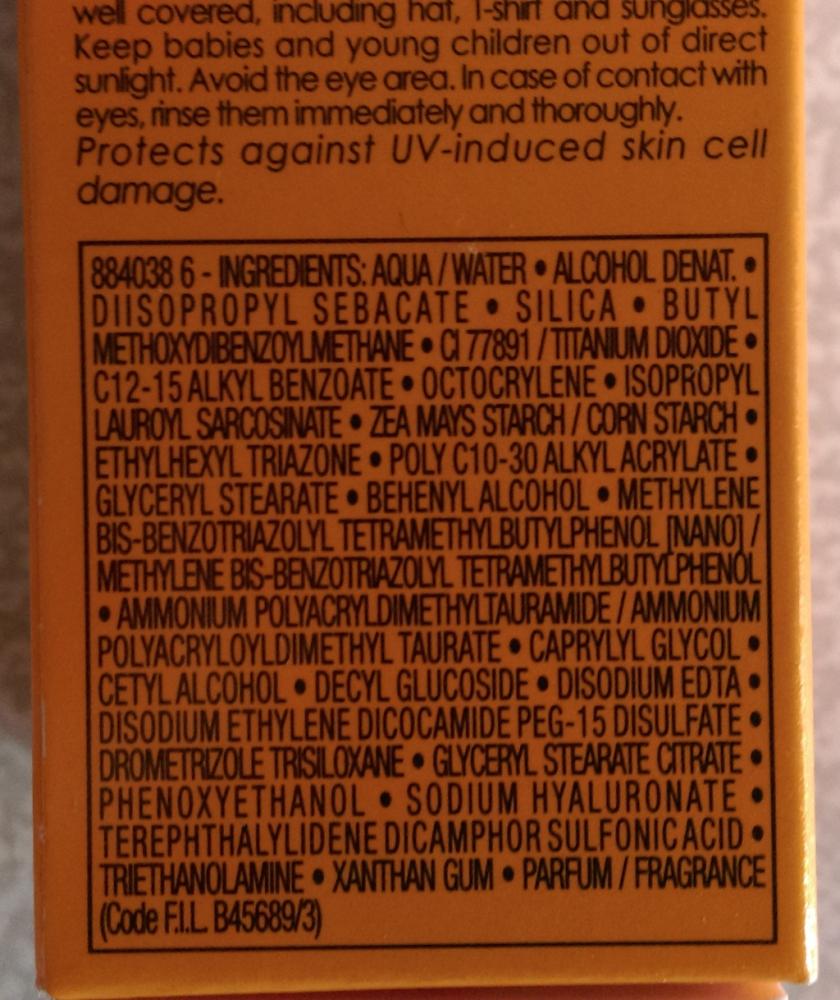 well covered, including hat, T-shirt and sunglasses.
Keep babies and young children out of direct
sunlight. Avoid the eye area. In case of contact with
eyes, rinse them immediately and thoroughly.
Protects against UV-induced skin cell
damage.
884038 6 - INGREDIENTS: AQUA / WATER • ALCOHOL DENAT. •
DIISOPROPYL SEBACATE • SILICA • BUTYL
METHOXYDIBENZOYLMETHANE • CI 77891 / TITANIUM DIOXIDE •
C12-15 ALKYL BENZOATE • OCTOCRYLENE • ISOPROPYL
LAUROYL SARCOSINATE • ZEA MAYS STARCH / CORN STARCH •
ETHYLHEXYL TRIAZONE • POLY C10-30 ALKYL ACRYLATE •
GLYCERYL STEARATE • BEHENYL ALCOHOL • METHYLENE
BIS-BENZOTRIAZOLYL TETRAMETHYLBUTYLPHENOL [NANO] /
METHYLENE BIS-BENZOTRIAZOLYL TETRAMETHYLBUTYLPHENOL
• AMMONIUM POLYACRYLDIMETHYLTAURAMIDE / AMMONIUM
POLYACRYLOYLDIMETHYL TAURATE • CAPRYLYL GLYCOL •
CETYL ALCOHOL • DECYL GLUCOSIDE • DISODIUM EDTA •
DISODIUM ETHYLENE DICOCAMIDE PEG-15 DISULFATE •
DROMETRIZOLE TRISILOXANE • GLYCERYL STEARATE CITRATE •
PHENOXYETHANOL • SODIUM HYALURONATE •
TEREPHTHALYLIDENE DICAMPHOR SULFONIC ACID •
TRIETHANOLAMINE • XANTHAN GUM • PARFUM / FRAGRANCE
(Code F.I.L. B45689/3)